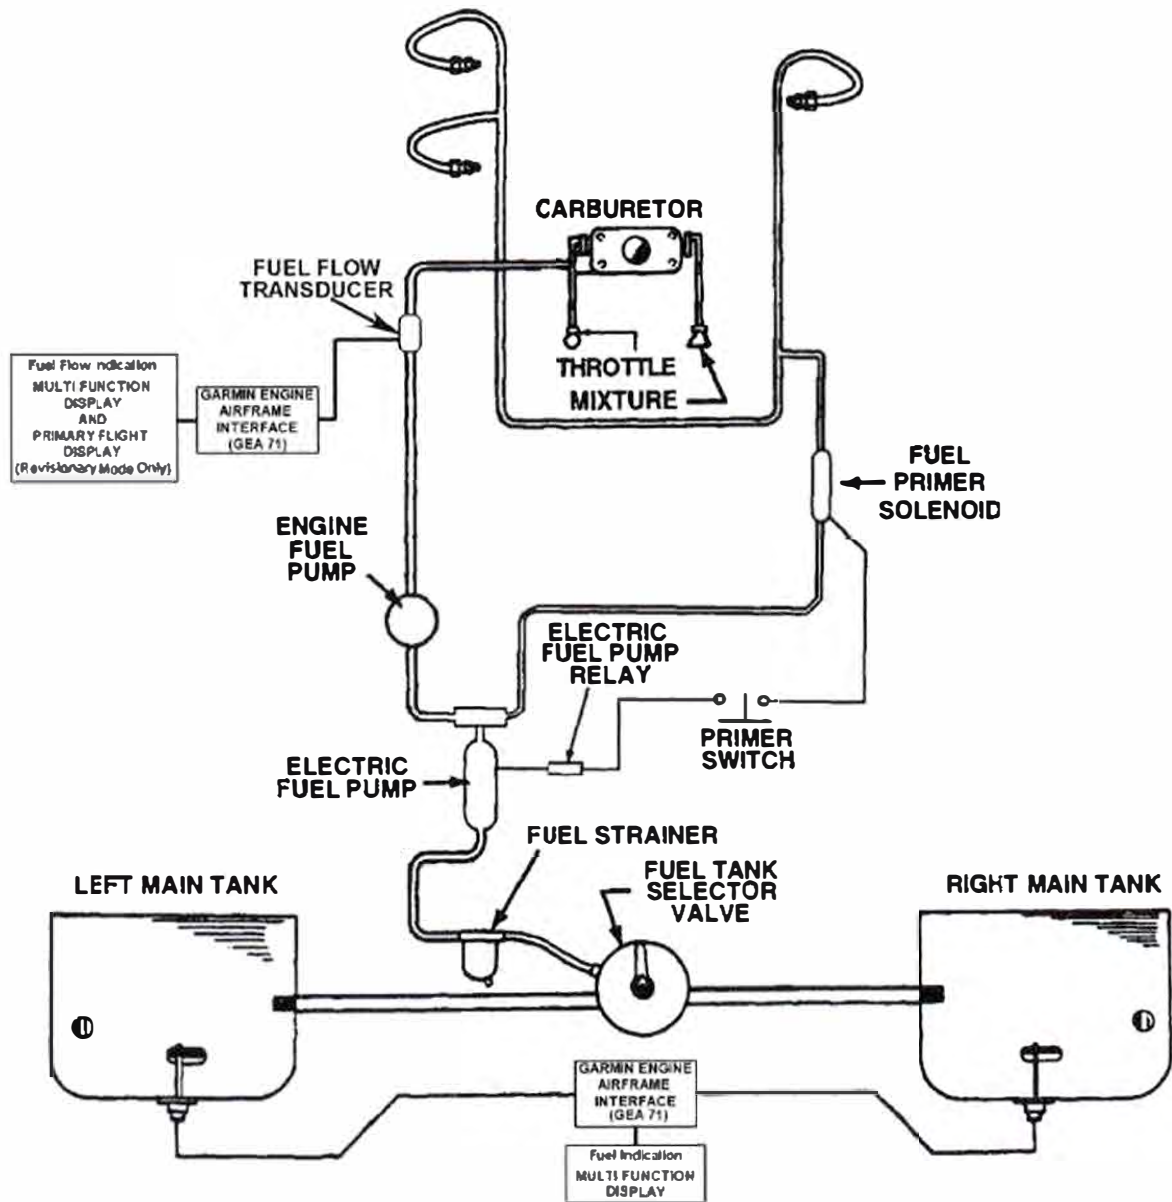 CARBURETOR
FUEL FLOW
TRANSDUCER
THROTTLE
MIXTURE
Fuel Flow ndication
MULTI FUNCTION
DISPLAY
AND
PRIMARY FLIGHT
DISPLAY
(Revisionary Mode Only)
GARMIN ENGINE
AIRFRAME
INTERFACE
(GEA 71)
FUEL
PRIMER
SOLENOID
ENGINE
FUEL
PUMP
ELECTRIC
FUEL PUMP
RELAY
PRIMER
SWITCH
ELECTRIC
FUEL PUMP
FUEL STRAINER
FUEL TANK
SELECTOR
VALVE
LEFT MAIN TANK
RIGHT MAIN TANK
GARMIN ENGINE
AIRFRAME
INTERFACE
(GEA 71)
Fuel Indication
MULTI FUNCTION
DISPLAY